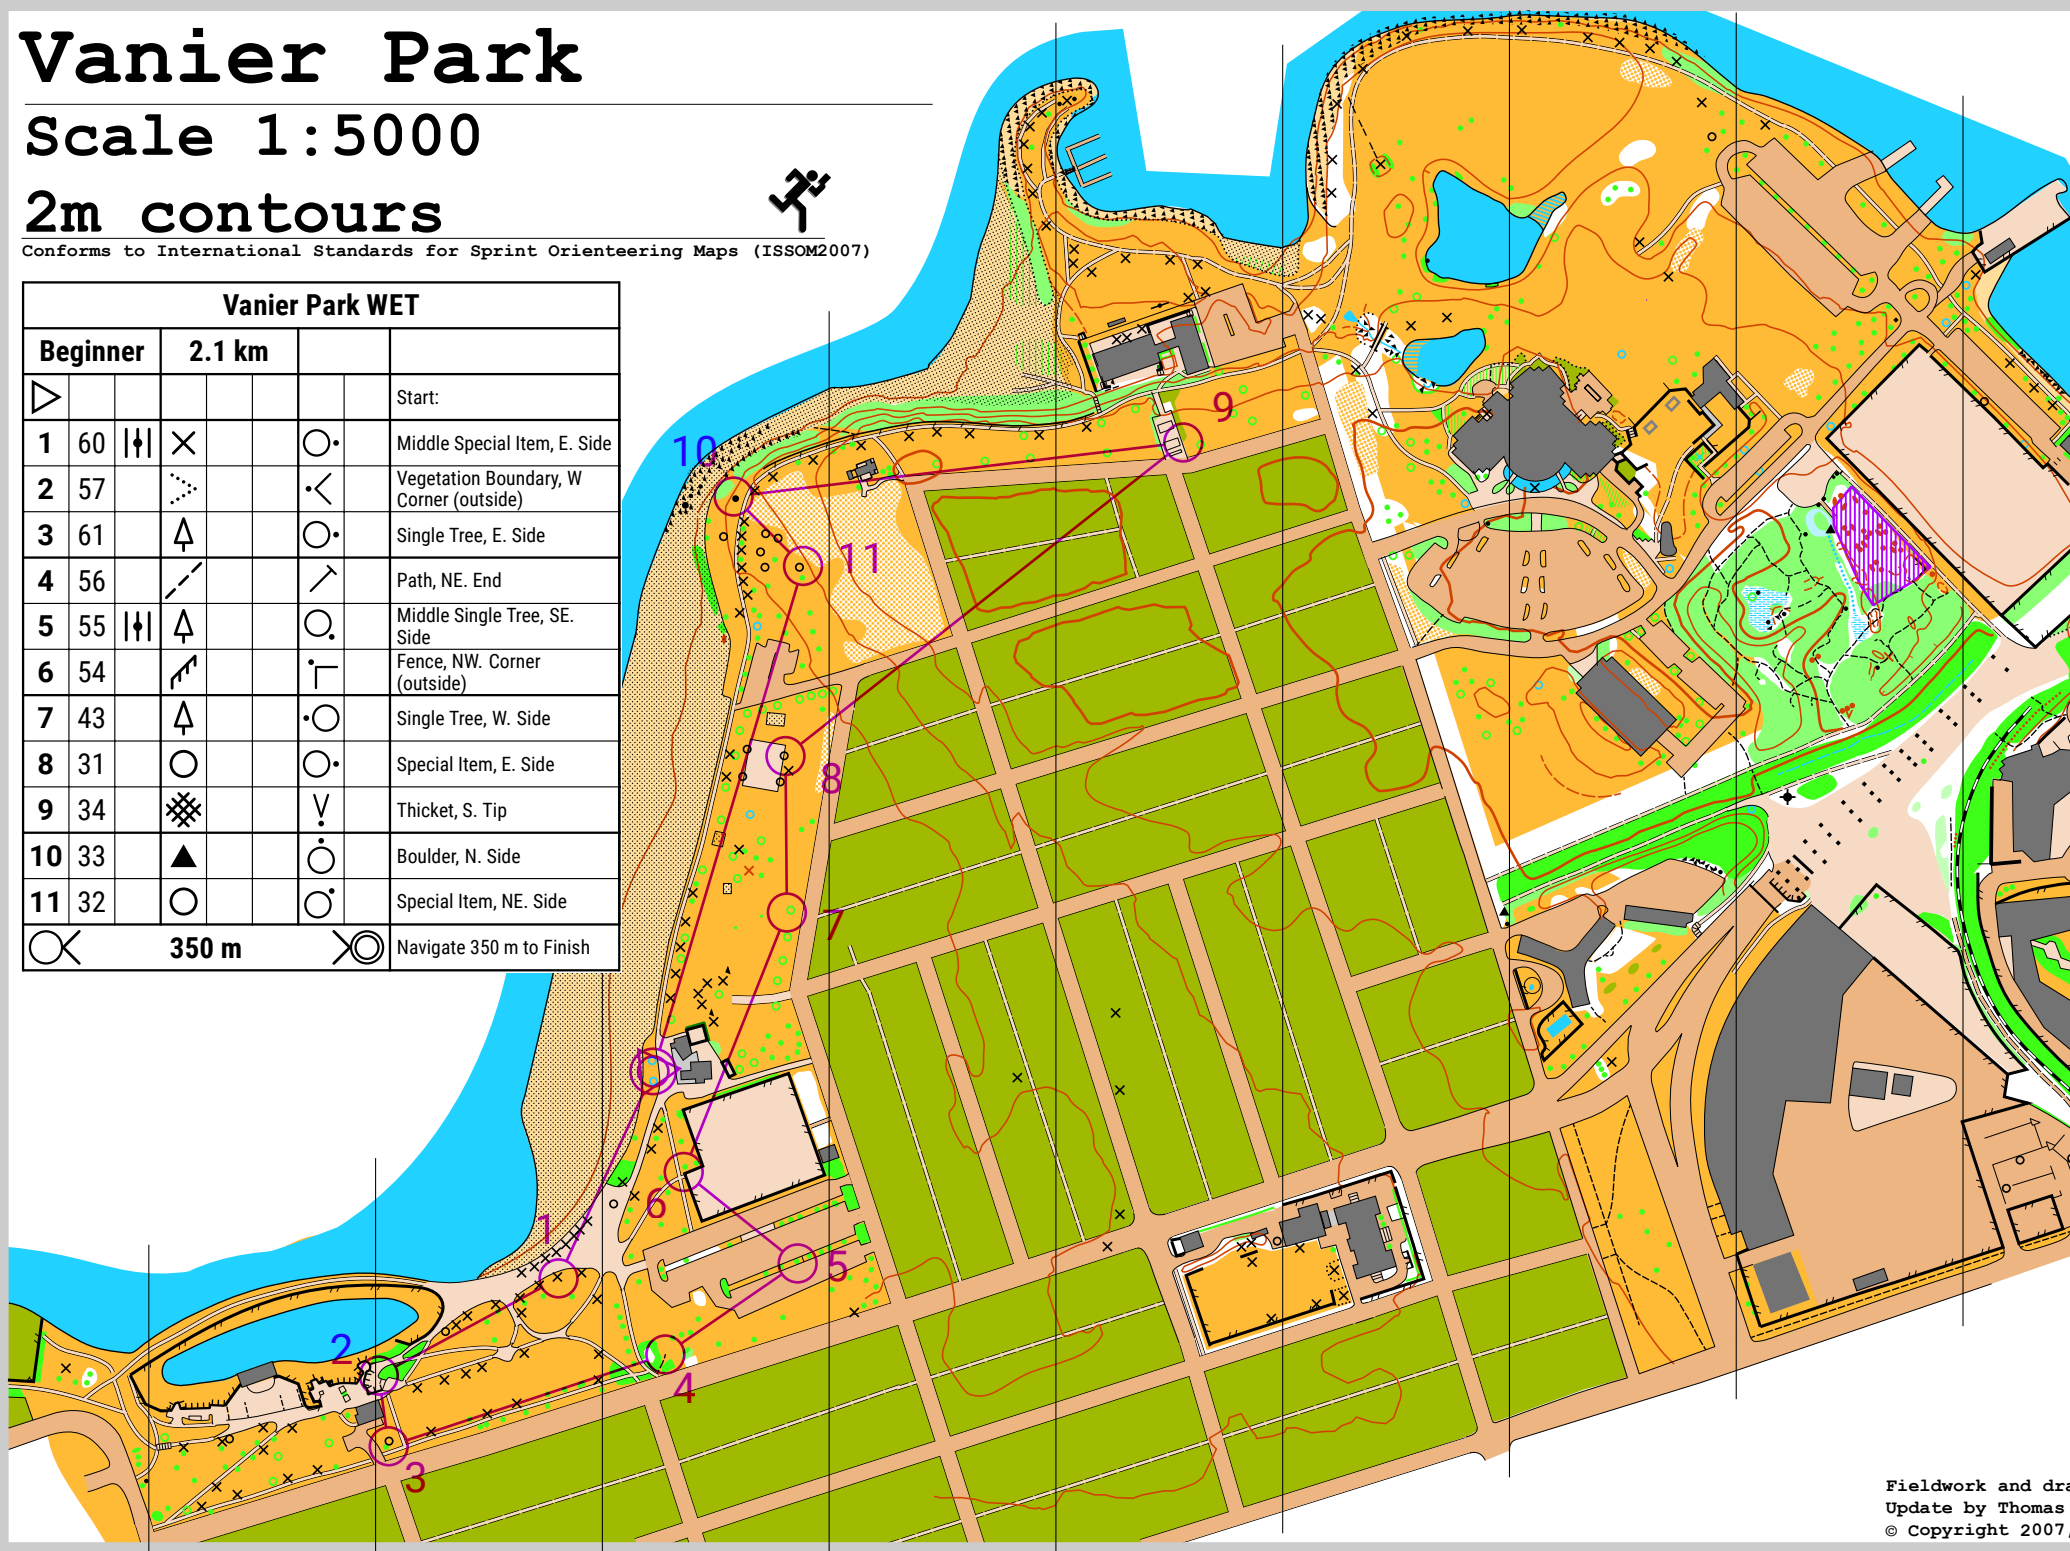 Vanier Park
Scale 1:5000
2m contours
Conforms to International Standards for Sprint Orienteering Maps (ISSOM2007)
Vanier Park WET
Beginner 2.1 km
Start:
1 60 Middle Special Item, E. Side
2 57 Vegetation Boundary, W
Corner (outside)
3 61 Single Tree, E. Side
4 56 Path, NE. End
5 55 Middle Single Tree, SE.
Side
6 54 Fence, NW. Corner
(outside)
7 43 Single Tree, W. Side
8 31 Special Item, E. Side
9 34 Thicket, S. Tip
10 33 Boulder, N. Side
11 32 Special Item, NE. Side
350 m Navigate 350 m to Finish
9
10
11
8
7
6
1
5
2
4
3
Fieldwork and dra
Update by Thomas
© Copyright 2007,